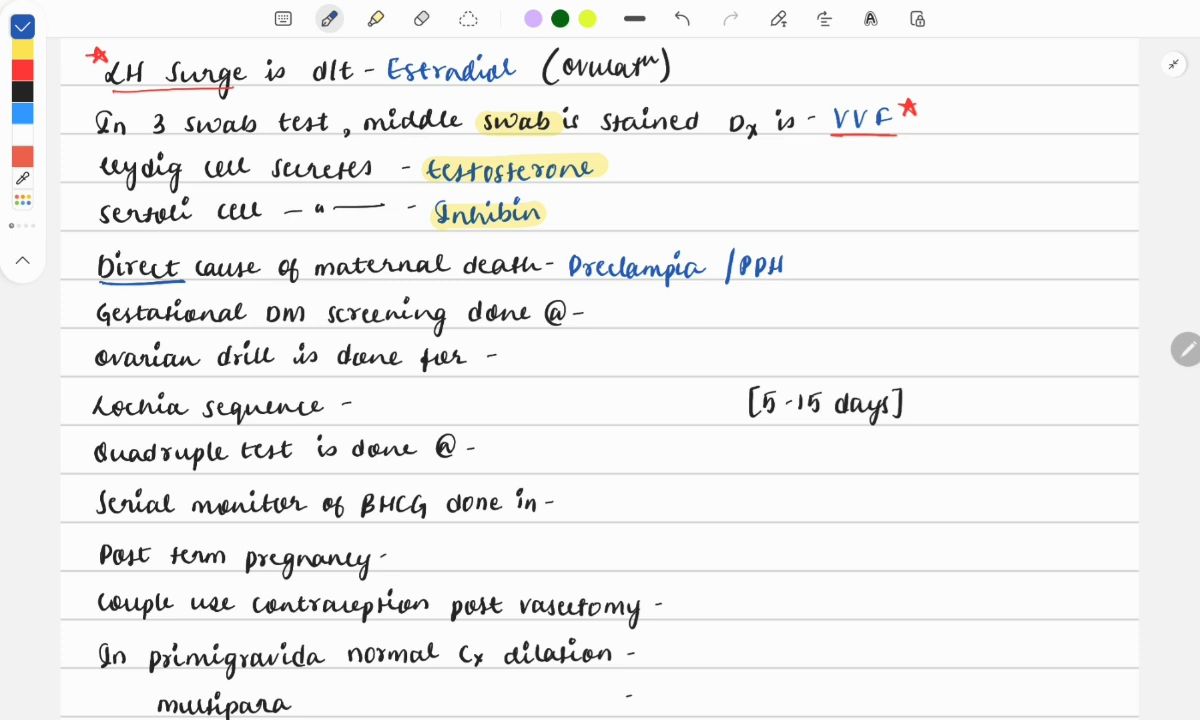 LH Surge is dlt - Estradial (ovulatⁿ)
In 3 swab test, middle swab is stained Dx is - VVF
leydig cell secretes - testosterone
sertoli cell — " — - Inhibin
Direct cause of maternal death - Preclampia / PPH
Gestational DM screening done @ -
ovarian drill is done for -
Lochia sequence - [5-15 days]
Quadruple test is done @ -
Serial monitor of BHCG done in -
Post term pregnancy -
Couple use contraception post vasectomy -
In primigravida normal Cx dilation -
multipara -